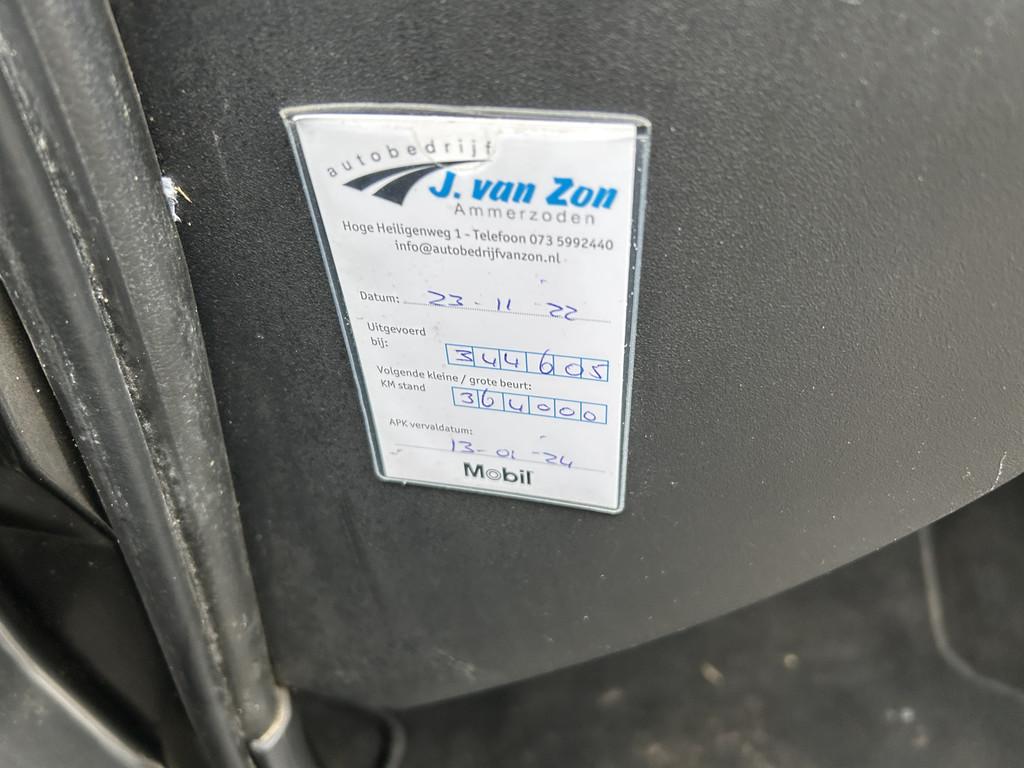 autobedrijf
J. van Zon
Ammerzoden
Hoge Heiligenweg 1 - Telefoon 073 5992440
info@autobedrijfvanzon.nl
Datum: 23 - 11 - 22
Uitgevoerd
bij: 344605
Volgende kleine / grote beurt:
KM stand 364000
APK vervaldatum:
13-01-24
Mobil